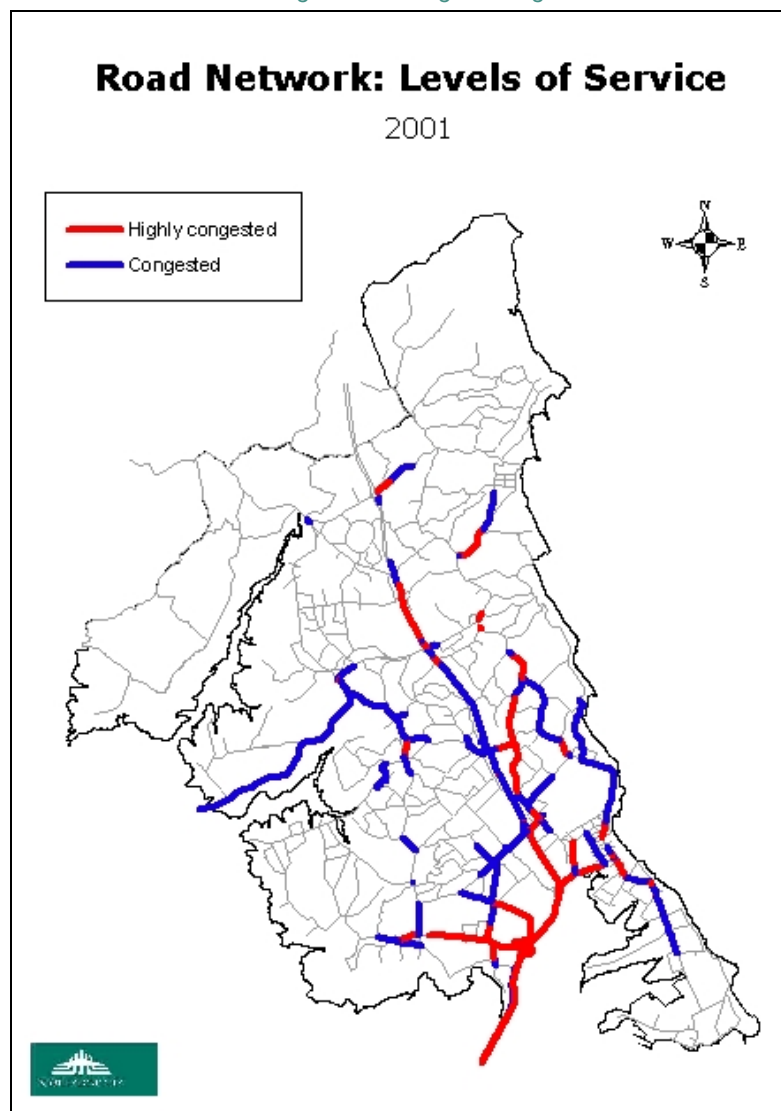 Road Network: Levels of Service
2001
Highly congested
Congested
N
W
E
S